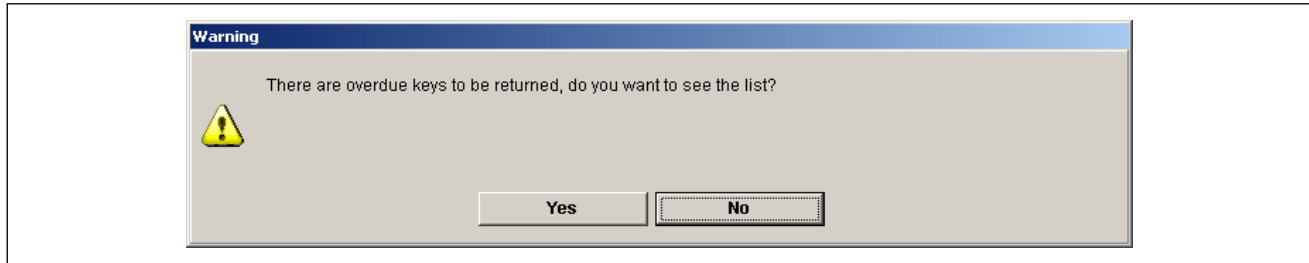 Warning
There are overdue keys to be returned, do you want to see the list?
Yes No